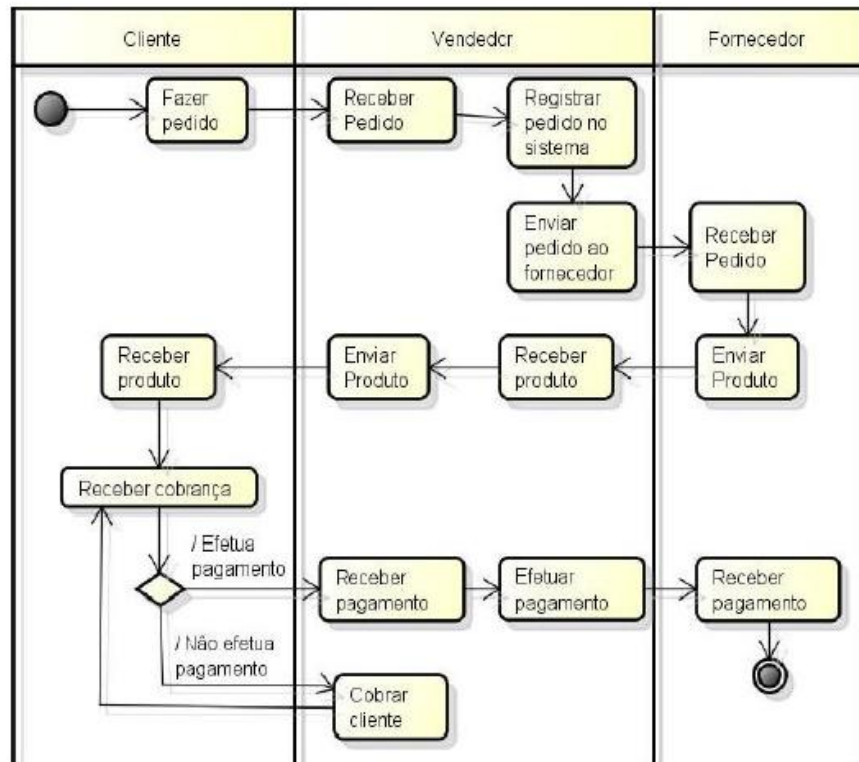 Cliente
Vendedor
Fornecedor
Fazer
pedido
Receber
Pedido
Registrar
pedido no
sistema
Enviar
pedido ao
fornecedor
Receber
Pedido
Receber
produto
Enviar
Produto
Receber
produto
Enviar
Produto
Receber cobrança
/ Efetua
pagamento
Receber
pagamento
Efetuar
pagamento
Receber
pagamento
/ Não efetua
pagamento
Cobrar
cliente